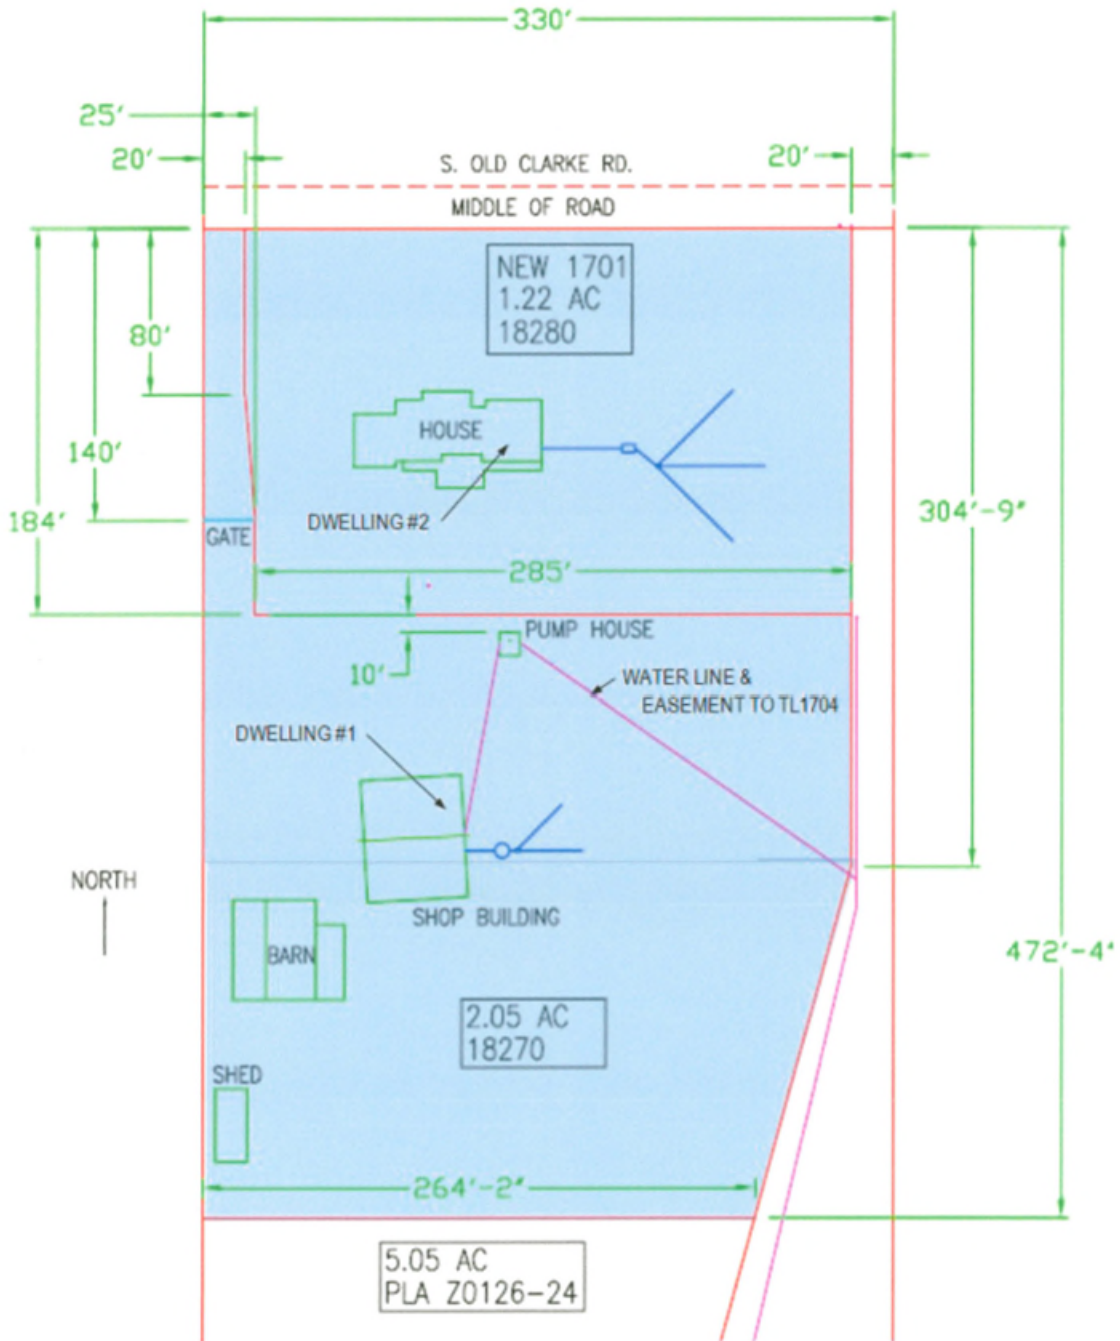 330'
25'
20'
S. OLD CLARKE RD.
20'
MIDDLE OF ROAD
NEW 1701
1.22 AC
18280
80'
HOUSE
140'
184'
DWELLING #2
304'-9"
GATE
285'
PUMP HOUSE
10'
WATER LINE &
EASEMENT TO TL1704
DWELLING #1
NORTH
SHOP BUILDING
BARN
472'-4"
2.05 AC
18270
SHED
264'-2"
5.05 AC
PLA Z0126-24